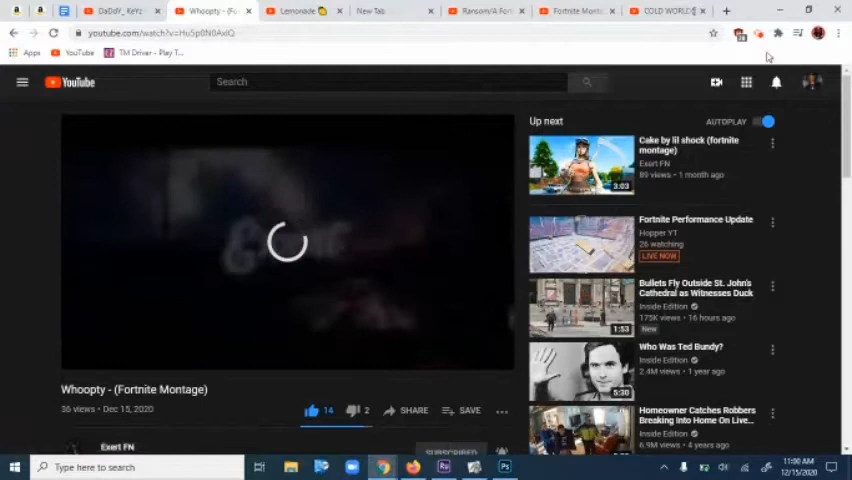 DaDdY_ KeYz -
Whoopty - (Fo
Lemonade
New Tab
Ransom/A Fort
Fortnite Monta
COLD WORLD
youtube.com/watch?v=Hu5p0N0AxlQ
Apps
YouTube
TM Driver - Play T...
YouTube
Search
Up next
AUTOPLAY
Cake by lil shock (fortnite
montage)
Exert FN
89 views • 1 month ago
3:03
Fortnite Performance Update
Hopper YT
26 watching
LIVE NOW
Bullets Fly Outside St. John's
Cathedral as Witnesses Duck
Inside Edition
175K views • 16 hours ago
New
1:53
Who Was Ted Bundy?
Inside Edition
2.4M views • 1 year ago
5:30
Homeowner Catches Robbers
Breaking Into Home On Live...
Inside Edition
6.9M views • 4 years ago
Whoopty - (Fortnite Montage)
36 views • Dec 15, 2020
14
2
SHARE
SAVE
Exert FN
SUBSCRIBED
Type here to search
Ru
Ps
11:00 AM
12/15/2020